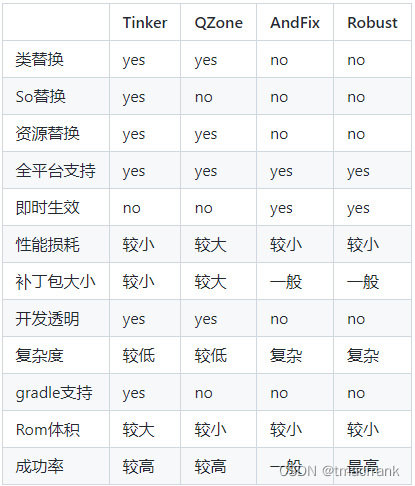 Tinker QZone AndFix Robust
类替换 yes yes no no
So替换 yes no no no
资源替换 yes yes no no
全平台支持 yes yes yes yes
即时生效 no no yes yes
性能损耗 较小 较大 较小 较小
补丁包大小 较小 较大 一般 一般
开发透明 yes yes no no
复杂度 较低 较低 复杂 复杂
gradle支持 yes no no no
Rom体积 较大 较小 较小 较小
成功率 较高 较高 一般 最高
CSDN